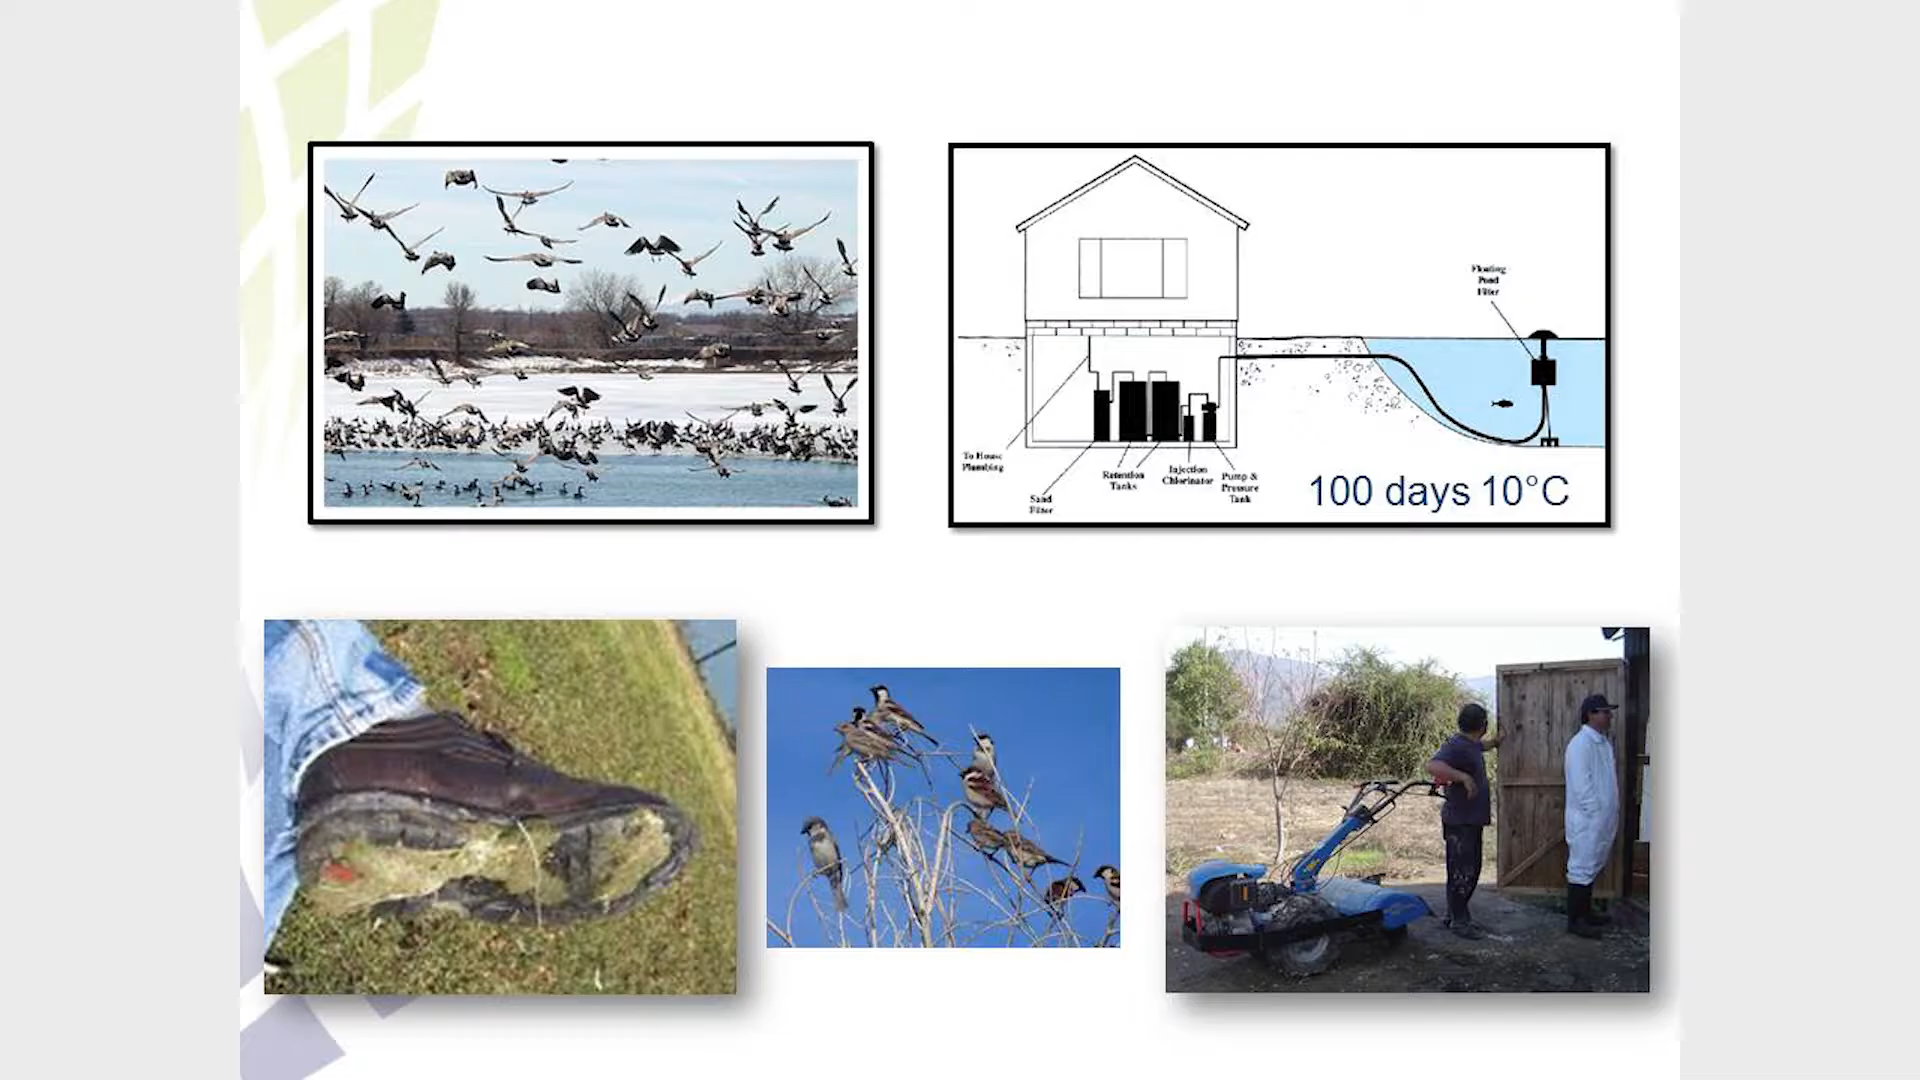 Floating
Pond
Filter
To House
Plumbing
Sand
Filter
Retention
Tanks
Injection
Chlorinator
Pump &
Pressure
Tank
100 days 10°C